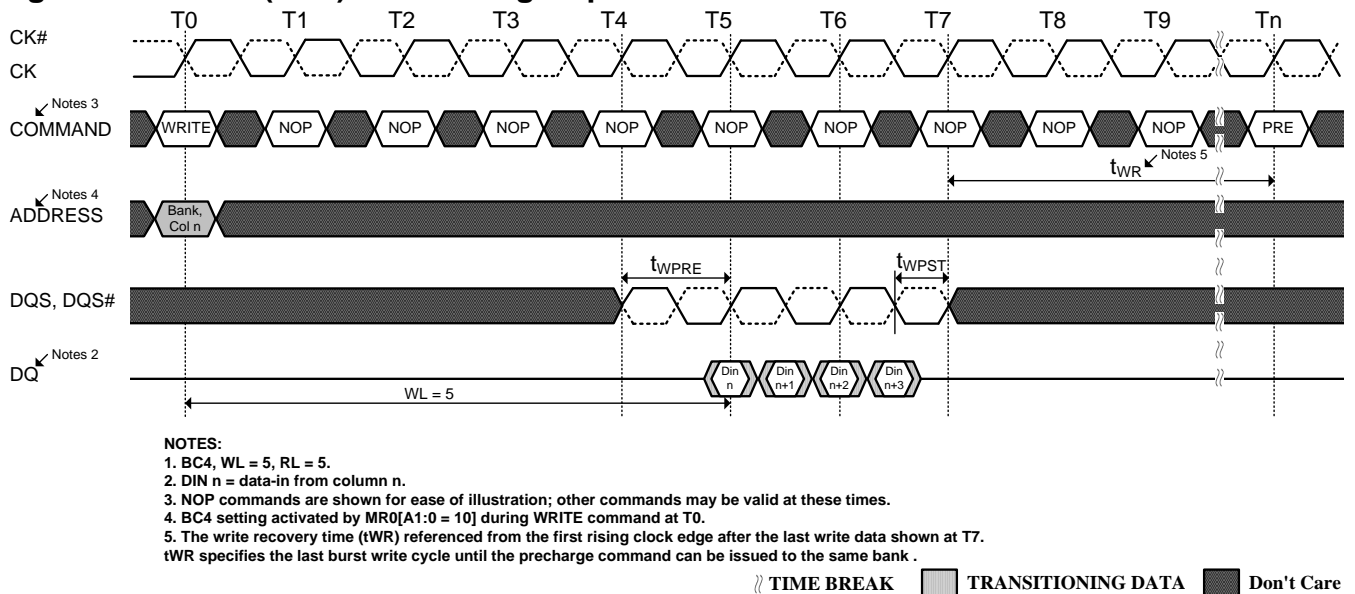 T0 T1 T2 T3 T4 T5 T6 T7 T8 T9 Tn
CK#
CK
Notes 3
COMMAND WRITE NOP NOP NOP NOP NOP NOP NOP NOP NOP PRE
tWR Notes 5
Notes 4
ADDRESS Bank,
Col n
tWPRE tWPST
DQS, DQS#
Notes 2
DQ Din n Din n+1 Din n+2 Din n+3
WL = 5
NOTES:
1. BC4, WL = 5, RL = 5.
2. DIN n = data-in from column n.
3. NOP commands are shown for ease of illustration; other commands may be valid at these times.
4. BC4 setting activated by MR0[A1:0 = 10] during WRITE command at T0.
5. The write recovery time (tWR) referenced from the first rising clock edge after the last write data shown at T7.
tWR specifies the last burst write cycle until the precharge command can be issued to the same bank .
TIME BREAK TRANSITIONING DATA Don't Care